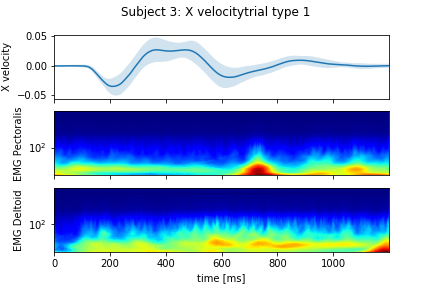 Subject 3: X velocitytrial type 1
X velocity
0.05
0.00
−0.05
EMG Pectoralis
10²
EMG Deltoid
10²
0 200 400 600 800 1000
time [ms]